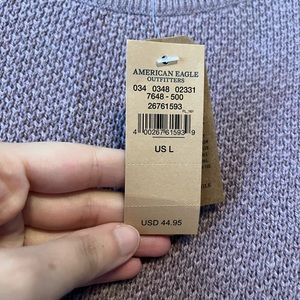 AMERICAN EAGLE
OUTFITTERS
034 0348 02331
7648 - 500
26761593
4 00267 61593 9
US L
USD 44.95